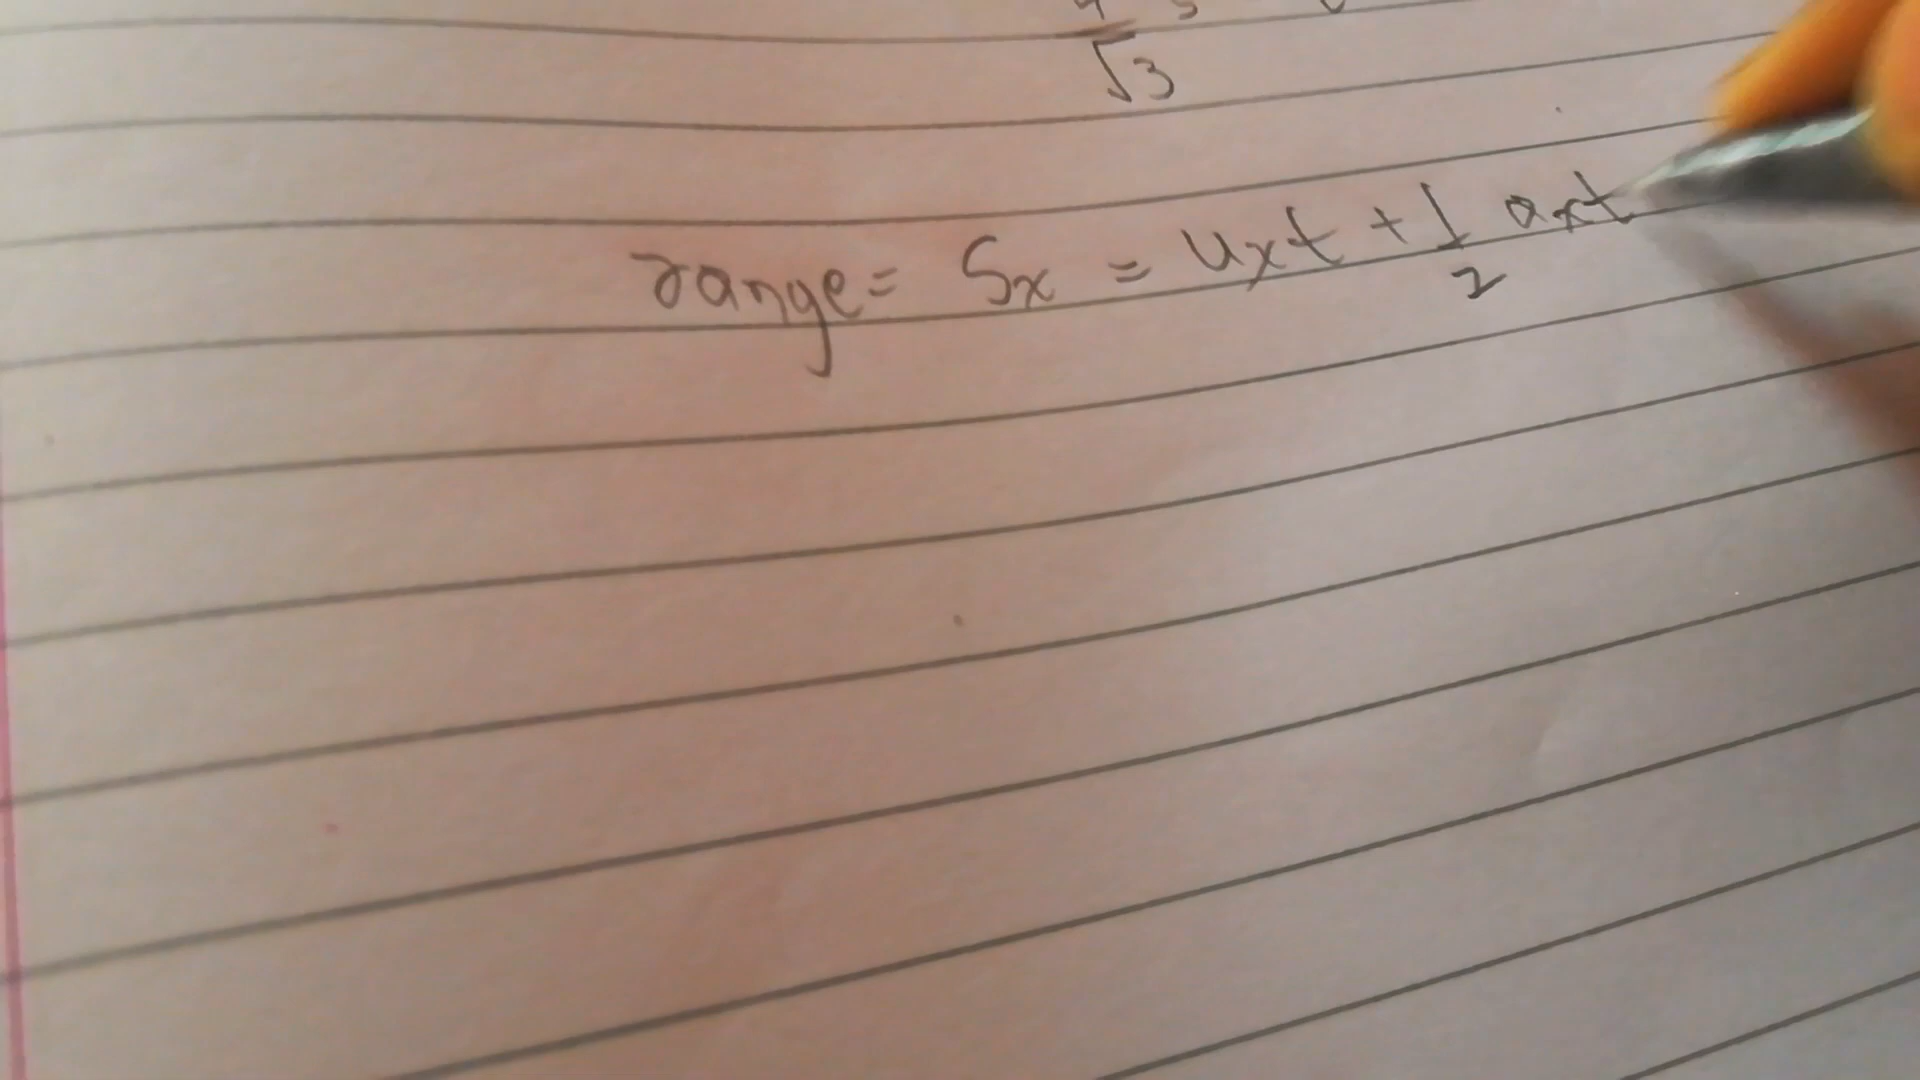 √3
range = Sx = uxt + 1/2 axt